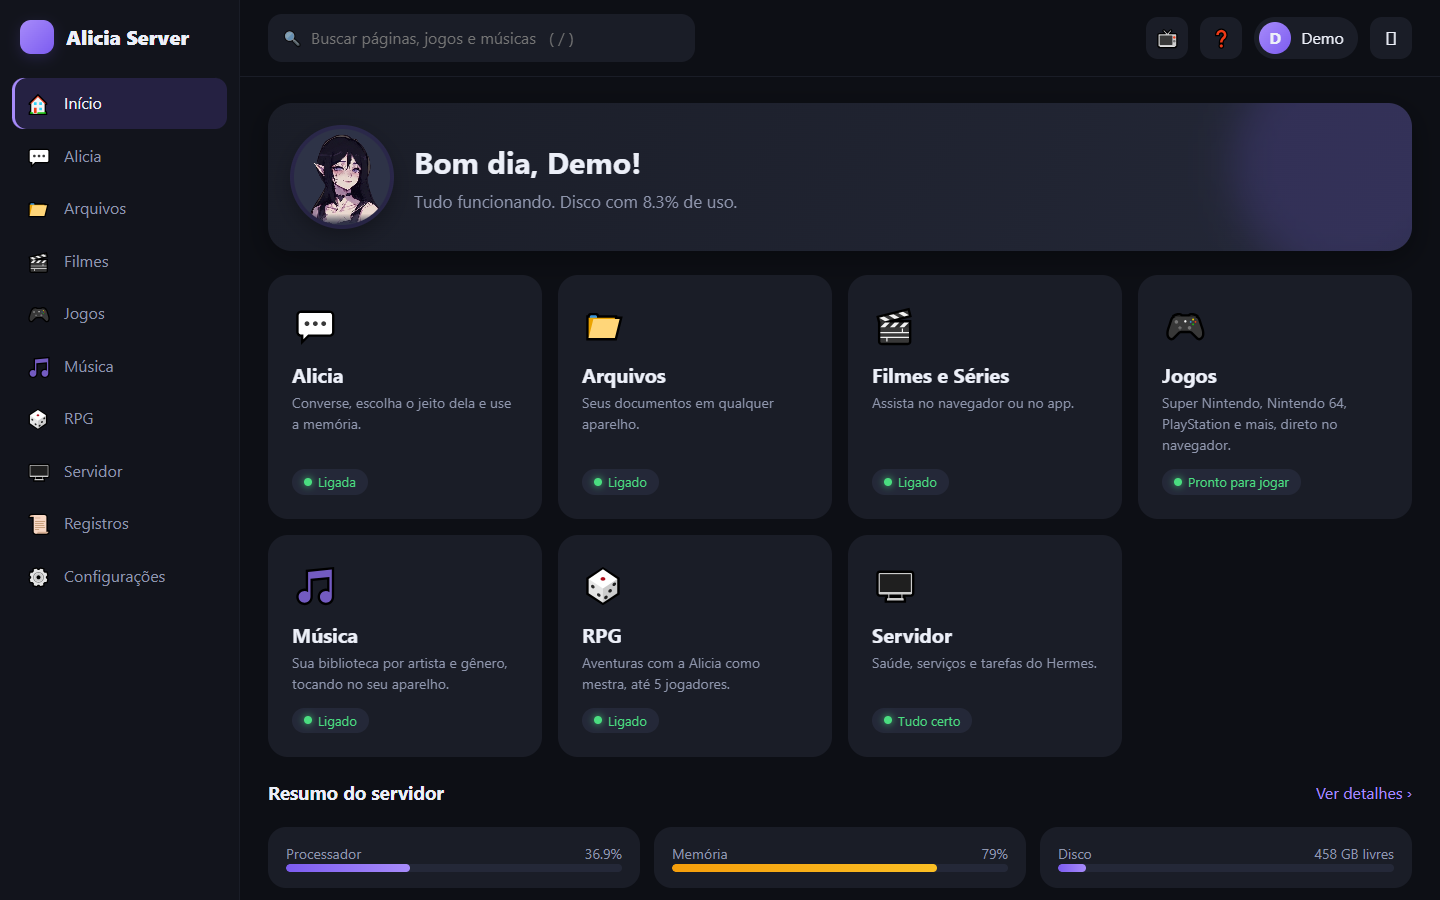 Alicia Server
Buscar páginas, jogos e músicas ( / )
D Demo
Início
Alicia
Arquivos
Filmes
Jogos
Música
RPG
Servidor
Registros
Configurações
Bom dia, Demo!
Tudo funcionando. Disco com 8.3% de uso.
Alicia
Converse, escolha o jeito dela e use
a memória.
Ligada
Arquivos
Seus documentos em qualquer
aparelho.
Ligado
Filmes e Séries
Assista no navegador ou no app.
Ligado
Jogos
Super Nintendo, Nintendo 64,
PlayStation e mais, direto no
navegador.
Pronto para jogar
Música
Sua biblioteca por artista e gênero,
tocando no seu aparelho.
Ligado
RPG
Aventuras com a Alicia como
mestra, até 5 jogadores.
Ligado
Servidor
Saúde, serviços e tarefas do Hermes.
Tudo certo
Resumo do servidor
Ver detalhes ›
Processador 36.9%
Memória 79%
Disco 458 GB livres